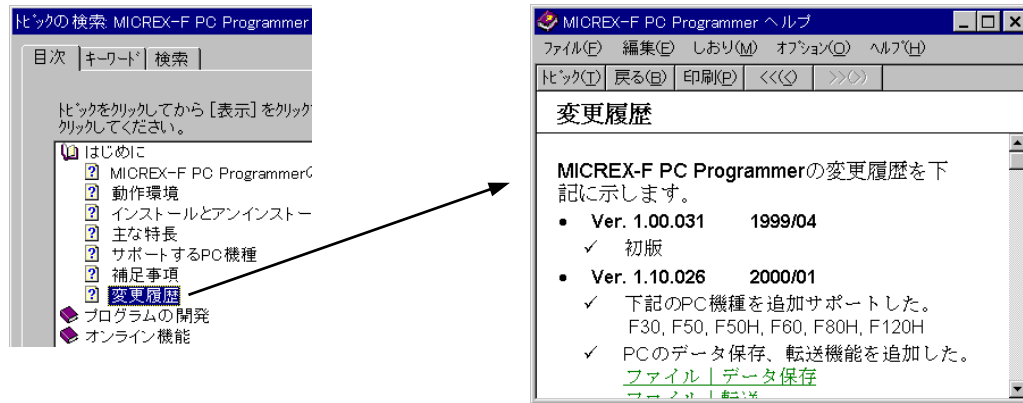 トピックの検索: MICREX-F PC Programmer
目次 キーワード 検索
トピックをクリックしてから [表示] をクリック
クリックしてください。
はじめに
MICREX-F PC Programmer
動作環境
インストールとアンインストー
主な特長
サポートするPC機種
補足事項
変更履歴
プログラムの開発
オンライン機能
MICREX-F PC Programmer ヘルプ
ファイル(F) 編集(E) しおり(M) オプション(O) ヘルプ(H)
トピック(T) 戻る(B) 印刷(P) <<(<) >>(>)
変更履歴
MICREX-F PC Programmerの変更履歴を下
記に示します。
• Ver. 1.00.031 1999/04
✓ 初版
• Ver. 1.10.026 2000/01
✓ 下記のPC機種を追加サポートした。
F30, F50, F50H, F60, F80H, F120H
✓ PCのデータ保存、転送機能を追加した。
ファイル | データ保存
ファイル | 転送